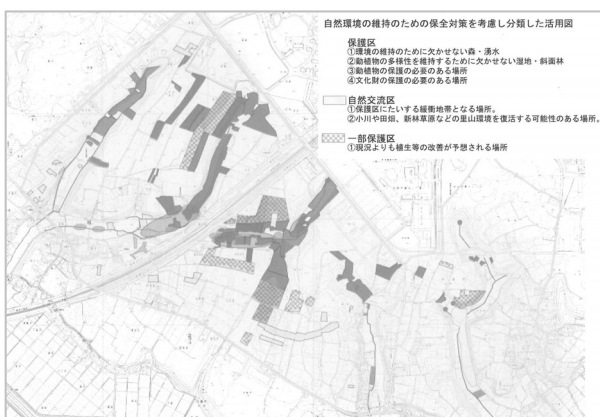 自然環境の維持のための保全対策を考慮し分類した活用図
保護区
①環境の維持のために欠かせない森・湧水
②動植物の多様性を維持するために欠かせない湿地・斜面林
③動植物の保護の必要のある場所
④文化財の保護の必要のある場所
自然交流区
①保護区にたいする緩衝地帯となる場所。
②小川や田畑、新林草原などの里山環境を復活する可能性のある場所。
一部保護区
①現況よりも植生等の改善が予想される場所